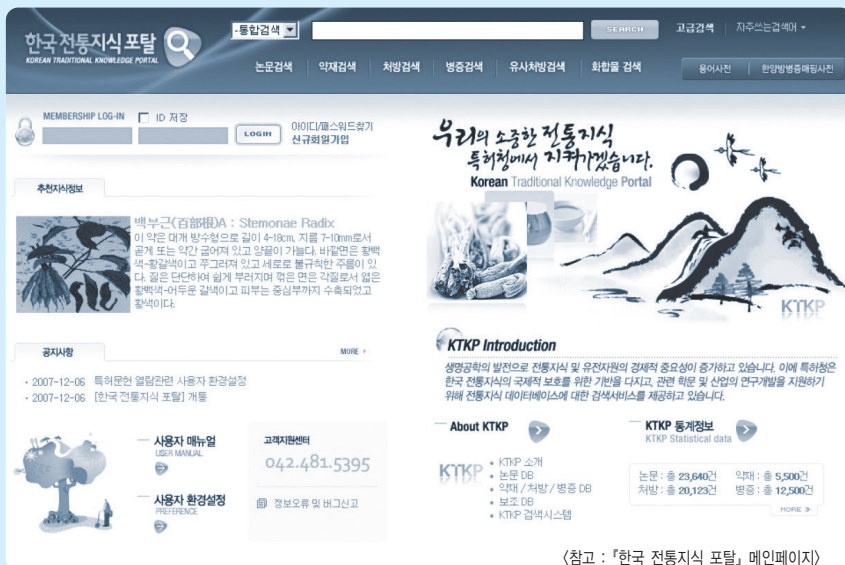 한국 전통지식 포탈
KOREAN TRADITIONAL KNOWLEDGE PORTAL
-통합검색
SEARCH
고급검색
자주쓰는검색어
논문검색 약재검색 처방검색 병증검색 유사처방검색 화합물 검색
용어사전 | 한양방병증매핑사전
MEMBERSHIP LOG-IN
ID 저장
LOGIN
아이디/패스워드찾기
신규회원가입
추천지식정보
백부근(百部根)A : Stemonae Radix
이 약은 대개 방수형으로 길이 4-18cm, 지름 7-10mm로서
곧게 또는 약간 굽어져 있고 양끝이 가늘다. 바깥면은 황백
색-황갈색이고 쭈그러져 있고 세로로 불규칙한 주름이 있
다. 질은 단단하여 쉽게 부러지며 꺾은 면은 각질로서 엷은
황백색-어두운 갈색이고 피부는 중심부까지 수축되었고
황색이다.
우리의 소중한 전통지식
특허청에서 지켜가겠습니다.
Korean Traditional Knowledge Portal
KTKP
공지사항
MORE
· 2007-12-06 특허문헌 열람관련 사용자 환경설정
· 2007-12-06 [한국 전통지식 포탈] 개통
KTKP Introduction
생명공학의 발전으로 전통지식 및 유전자원의 경제적 중요성이 증가하고 있습니다. 이에 특허청은
한국 전통지식의 국제적 보호를 위한 기반을 다지고, 관련 학문 및 산업의 연구개발을 지원하기
위해 전통지식 데이터베이스에 대한 검색서비스를 제공하고 있습니다.
사용자 매뉴얼
USER MANUAL
사용자 환경설정
PREFERENCE
고객지원센터
042.481.5395
정보오류 및 버그신고
About KTKP
KTKP
• KTKP 소개
• 논문 DB
• 약재 / 처방 / 병증 DB
• 보조 DB
• KTKP 검색시스템
KTKP 통계정보
KTKP Statistical data
논문 : 총 23,640건 약재 : 총 5,500건
처방 : 총 20,123건 병증 : 총 12,500건
MORE
〈참고 : 『한국 전통지식 포탈』 메인페이지〉